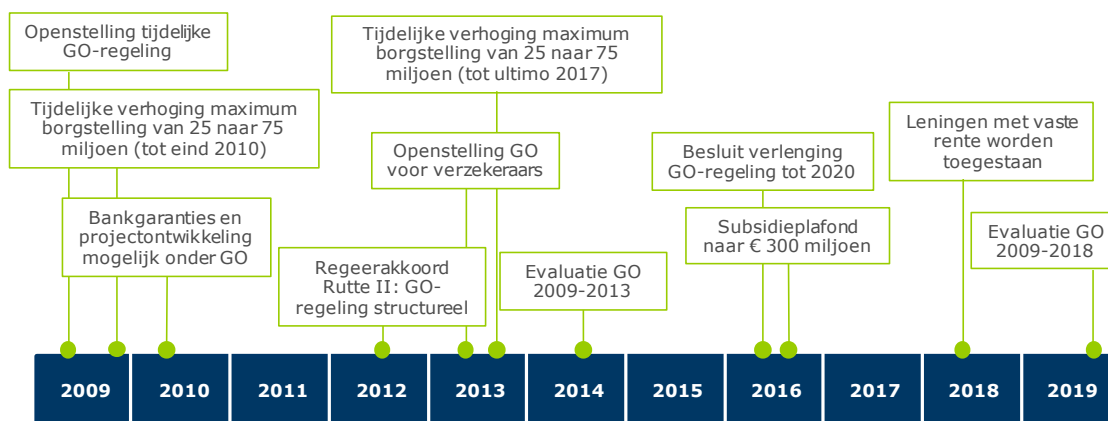 Openstelling tijdelijke
GO-regeling
Tijdelijke verhoging maximum
borgstelling van 25 naar 75
miljoen (tot eind 2010)
Bankgaranties en
projectontwikkeling
mogelijk onder GO
Regeerakkoord
Rutte II: GO-
regeling structureel
Tijdelijke verhoging maximum
borgstelling van 25 naar 75
miljoen (tot ultimo 2017)
Openstelling GO
voor verzekeraars
Evaluatie GO
2009-2013
Besluit verlenging
GO-regeling tot 2020
Subsidieplafond
naar € 300 miljoen
Leningen met vaste
rente worden
toegestaan
Evaluatie GO
2009-2018
2009 2010 2011 2012 2013 2014 2015 2016 2017 2018 2019